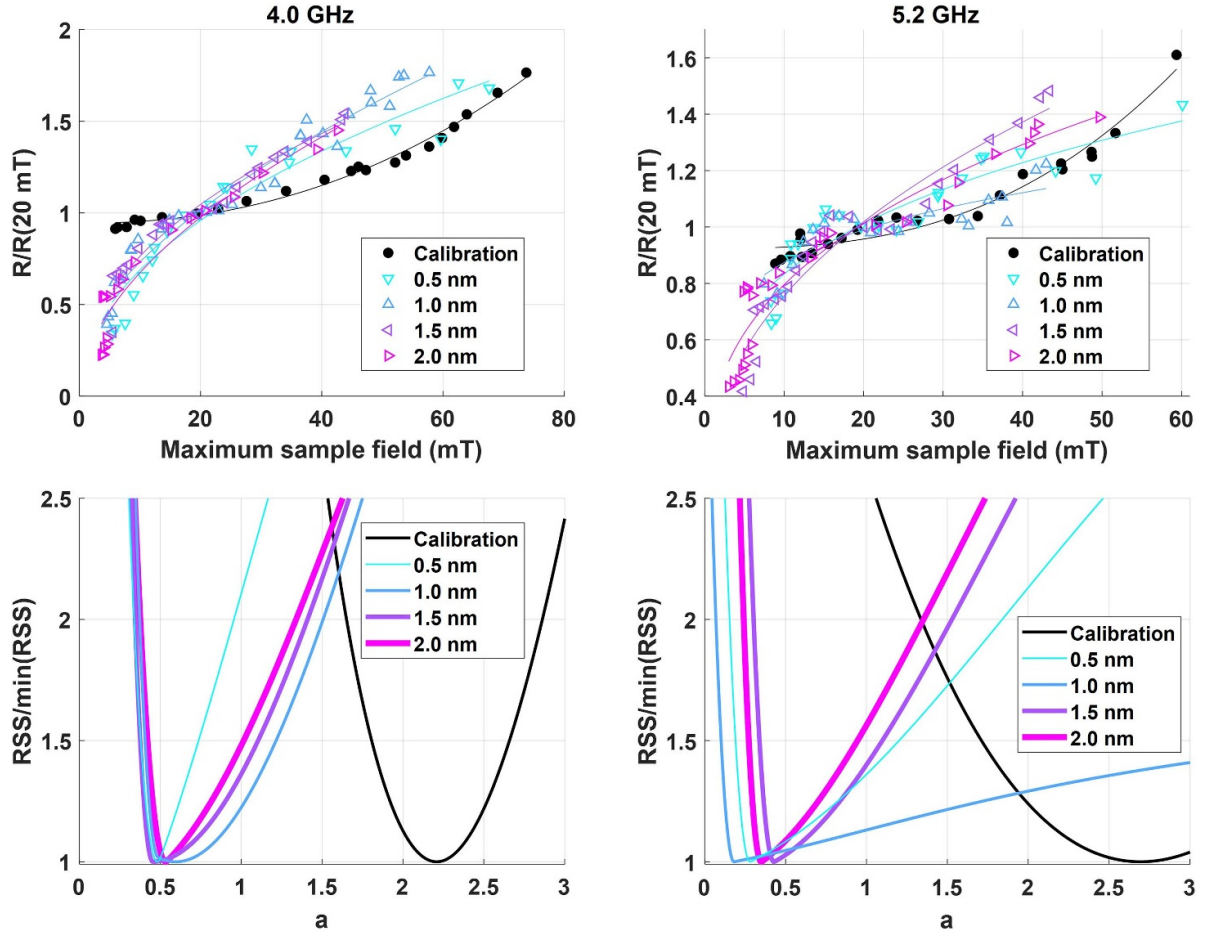 4.0 GHz
2
1.5
1
0.5
0
R/R(20 mT)
Calibration
0.5 nm
1.0 nm
1.5 nm
2.0 nm
0 20 40 60 80
Maximum sample field (mT)
5.2 GHz
1.6
1.4
1.2
1
0.8
0.6
0.4
R/R(20 mT)
Calibration
0.5 nm
1.0 nm
1.5 nm
2.0 nm
0 10 20 30 40 50 60
Maximum sample field (mT)
2.5
2
1.5
1
RSS/min(RSS)
Calibration
0.5 nm
1.0 nm
1.5 nm
2.0 nm
0 0.5 1 1.5 2 2.5 3
a
2.5
2
1.5
1
RSS/min(RSS)
Calibration
0.5 nm
1.0 nm
1.5 nm
2.0 nm
0 0.5 1 1.5 2 2.5 3
a